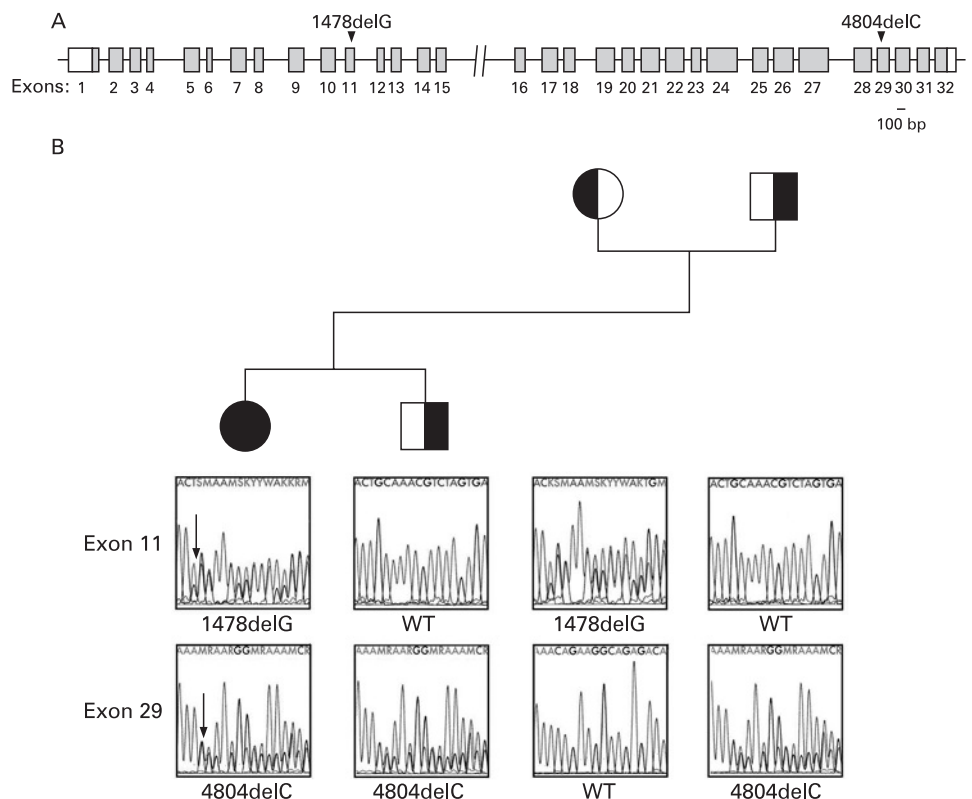 A
1478delG 4804delC
Exons: 1 2 3 4 5 6 7 8 9 10 11 12 13 14 15 16 17 18 19 20 21 22 23 24 25 26 27 28 29 30 31 32
100 bp
B
ACTSMAAMSKYYWAKKRM ACTGCAAACGTCTAGTGA ACKSMAAMSKYYWAKTGM ACTGCAAACGTCTAGTGA
Exon 11
1478delG WT 1478delG WT
AAAMRAARGGMRAAAMCR AAAMRAARGGMRAAAMCR AAACAGAAGGCAGAGACA AAAMRAARGGMRAAAMCR
Exon 29
4804delC 4804delC WT 4804delC